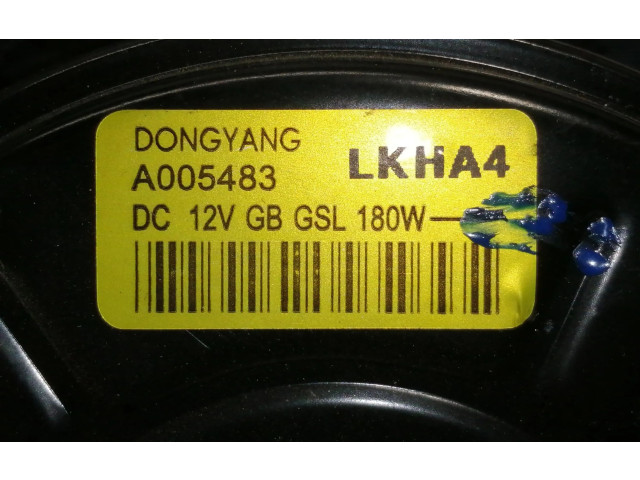 DONGYANG
LKHA4
A005483
DC 12V GB GSL 180W—